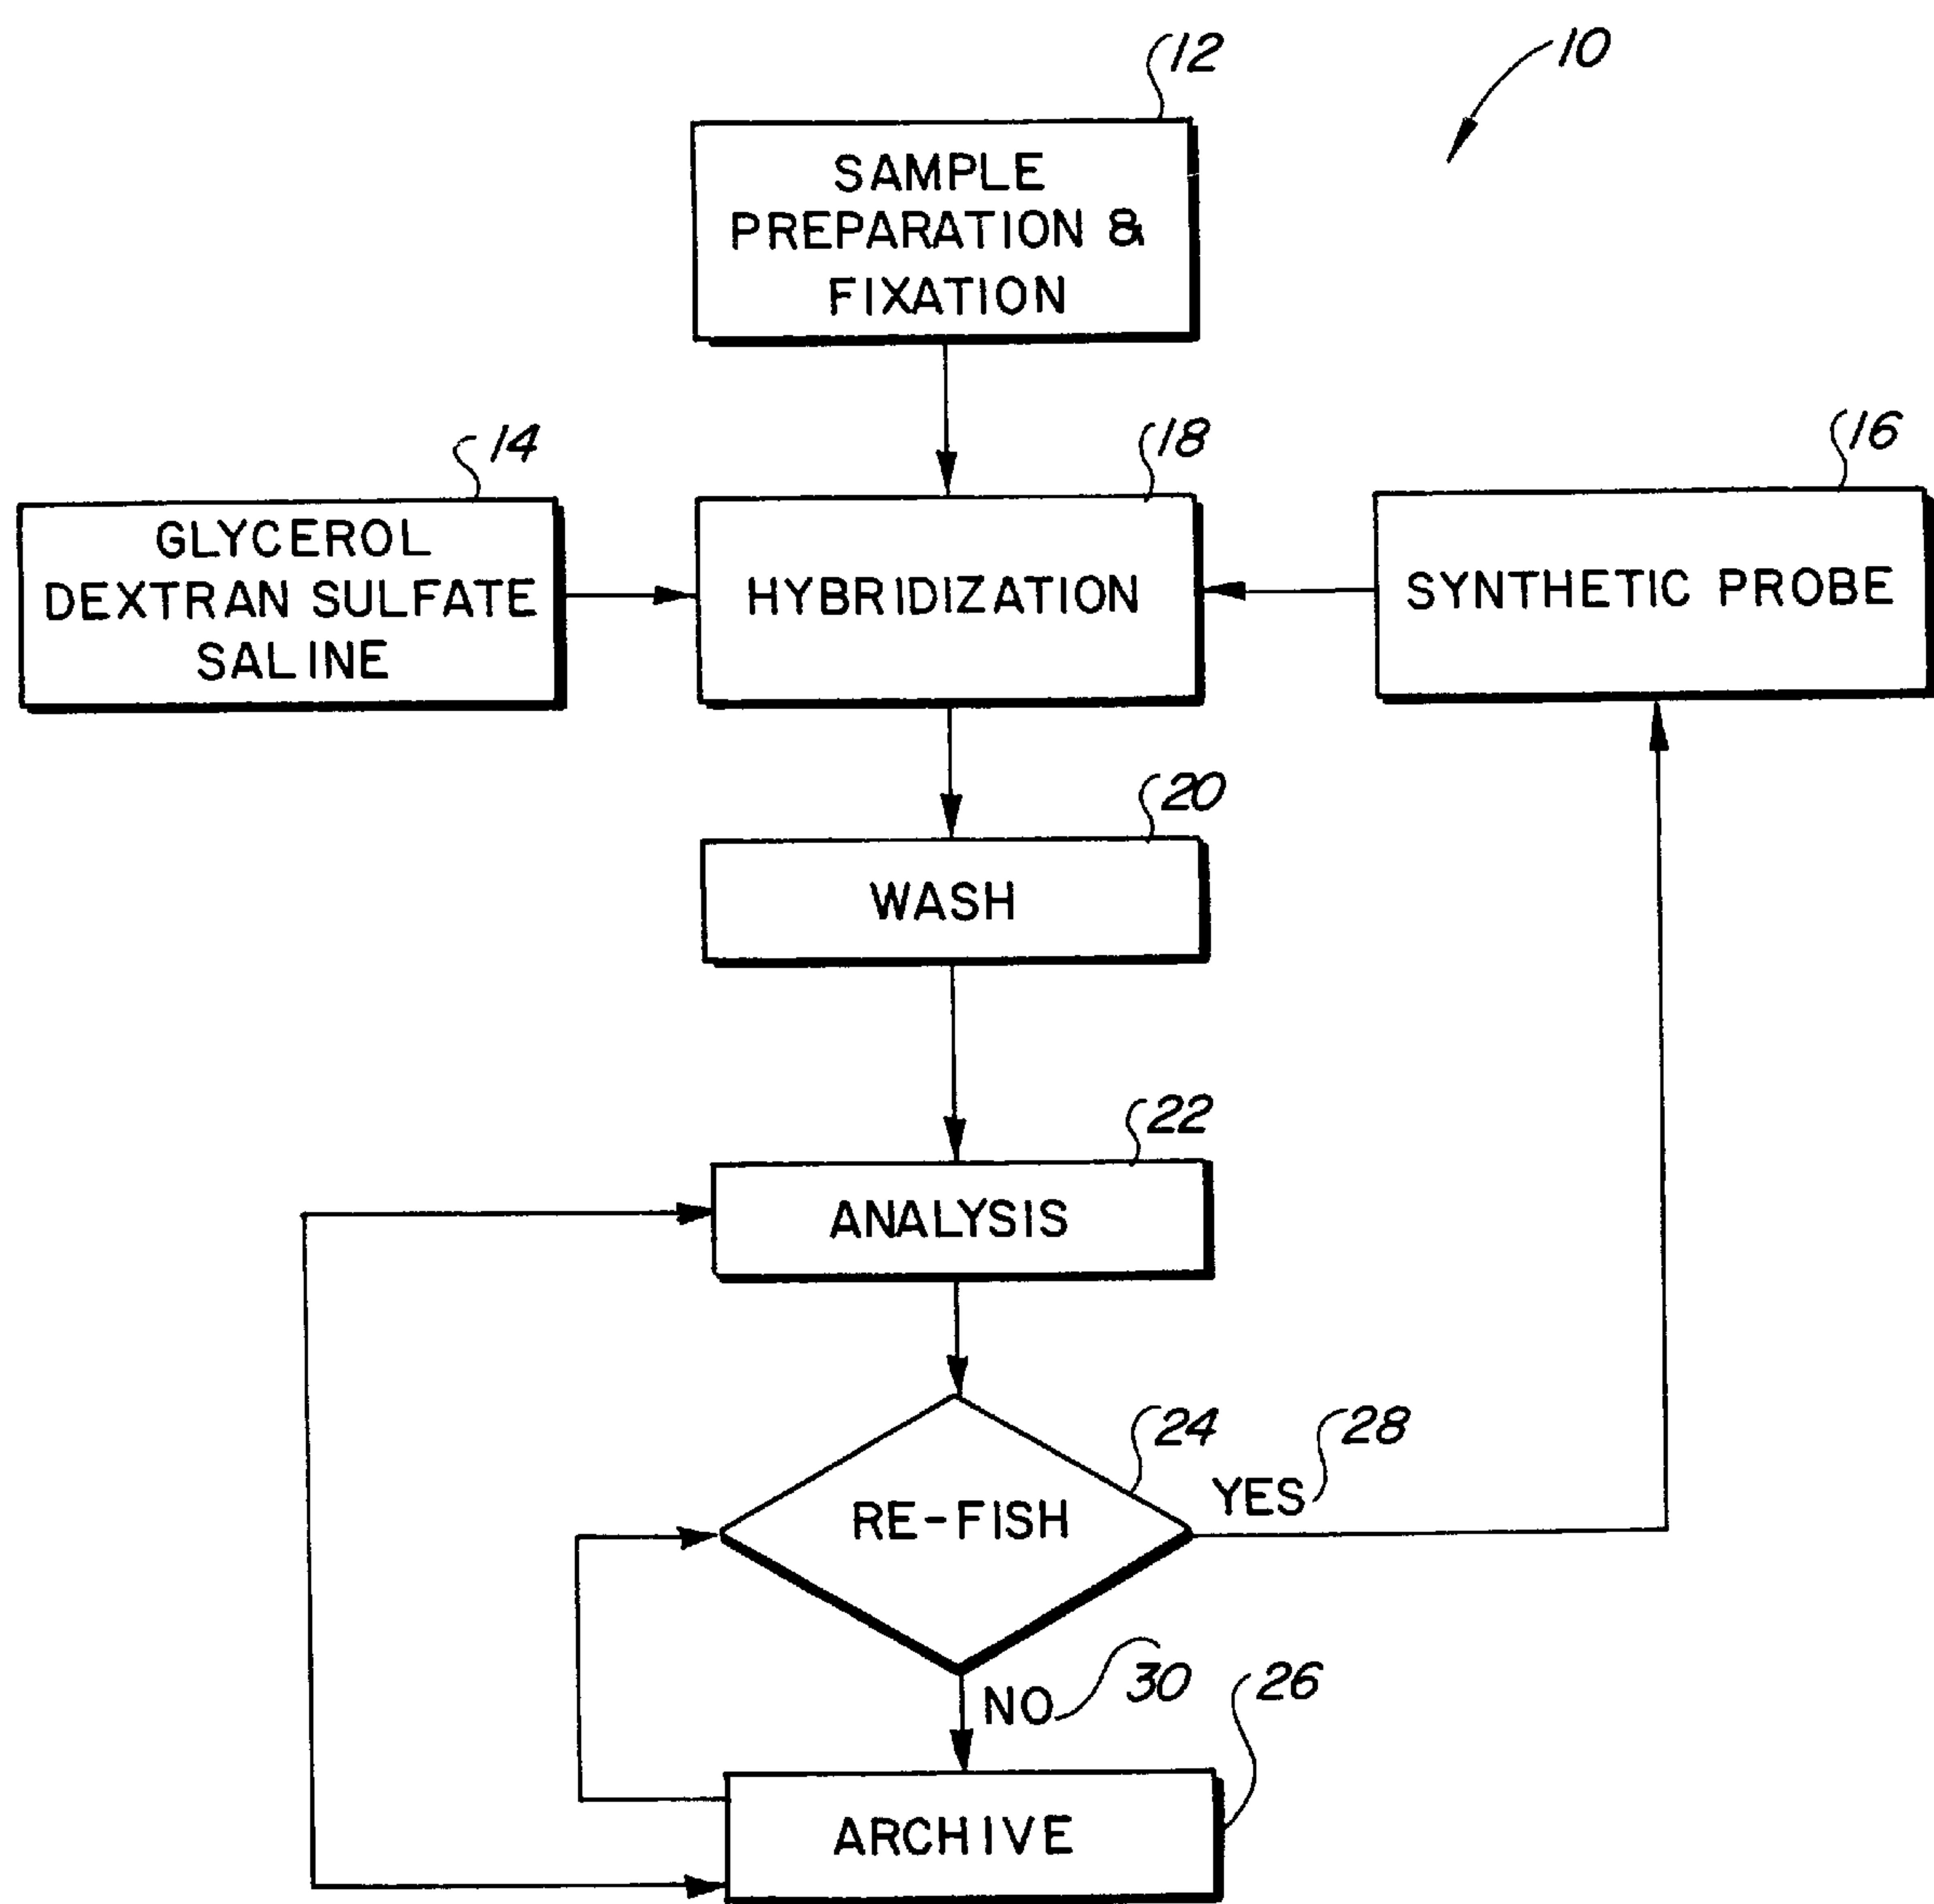 12
10
SAMPLE
PREPARATION &
FIXATION
14
18
16
GLYCEROL
DEXTRAN SULFATE
SALINE
HYBRIDIZATION
SYNTHETIC PROBE
20
WASH
22
ANALYSIS
24
28
YES
RE-FISH
30
NO
26
ARCHIVE